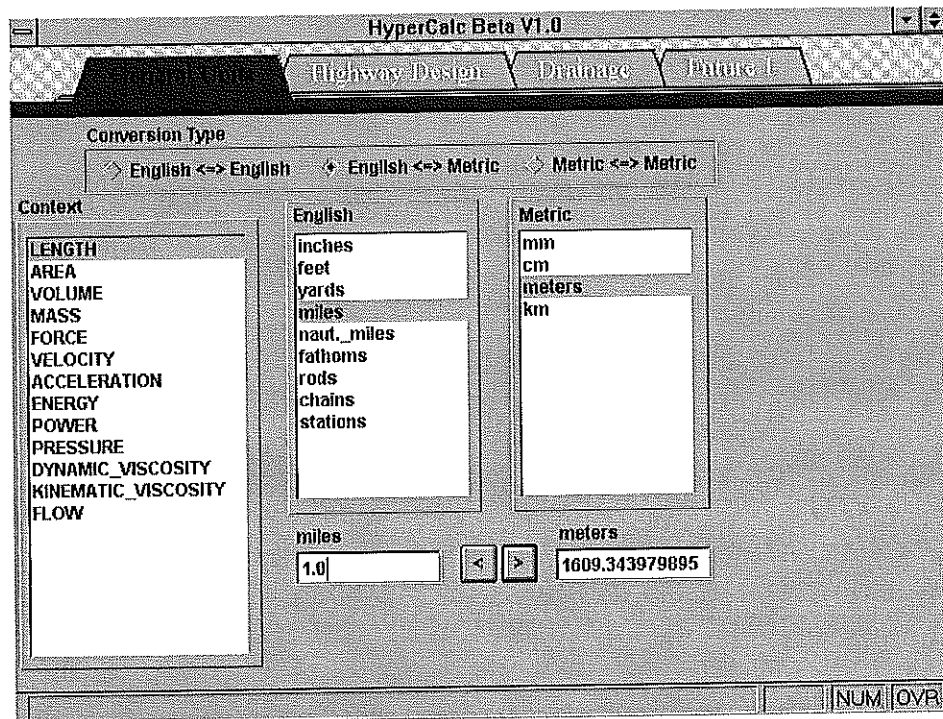 HyperCalc Beta V1.0
Highway Design Drainage Future 1
Conversion Type
English <=> English English <=> Metric Metric <=> Metric
Context
LENGTH
AREA
VOLUME
MASS
FORCE
VELOCITY
ACCELERATION
ENERGY
POWER
PRESSURE
DYNAMIC_VISCOSITY
KINEMATIC_VISCOSITY
FLOW
English
inches
feet
yards
miles
naut._miles
fathoms
rods
chains
stations
Metric
mm
cm
meters
km
miles
1.0
< >
meters
1609.343979895
NUM OVR